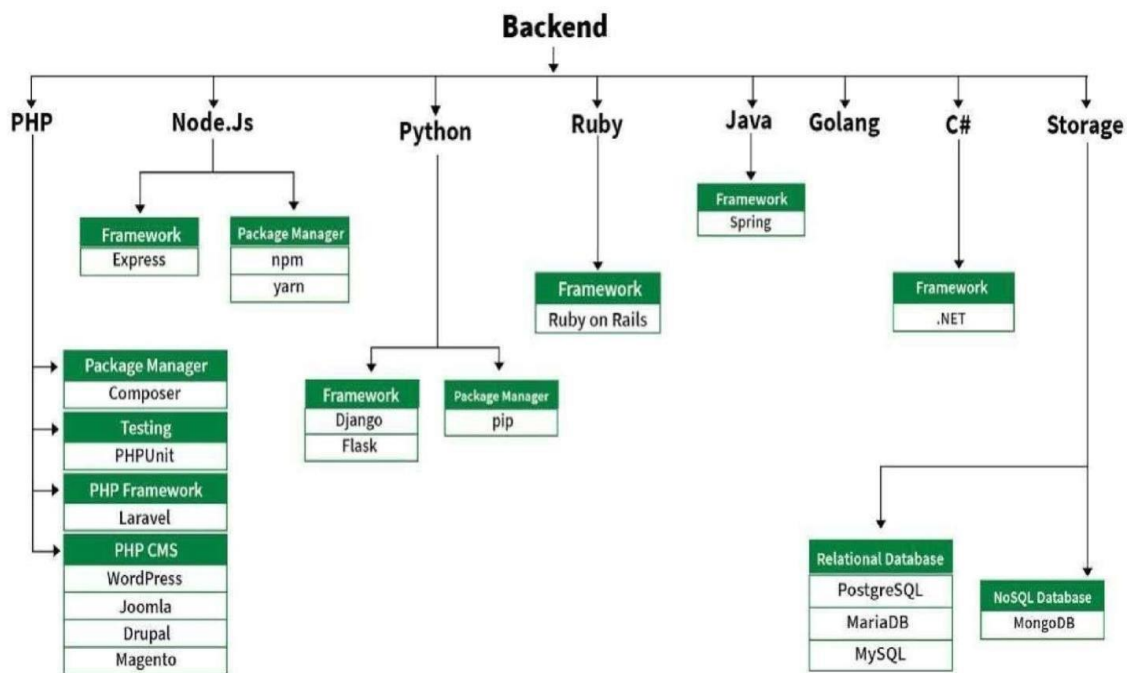 Backend
PHP
Node.Js
Python
Ruby
Java
Golang
C#
Storage
Framework
Express
Package Manager
npm
yarn
Framework
Spring
Framework
Ruby on Rails
Framework
.NET
Package Manager
Composer
Testing
PHPUnit
PHP Framework
Laravel
PHP CMS
WordPress
Joomla
Drupal
Magento
Framework
Django
Flask
Package Manager
pip
Relational Database
PostgreSQL
MariaDB
MySQL
NoSQL Database
MongoDB